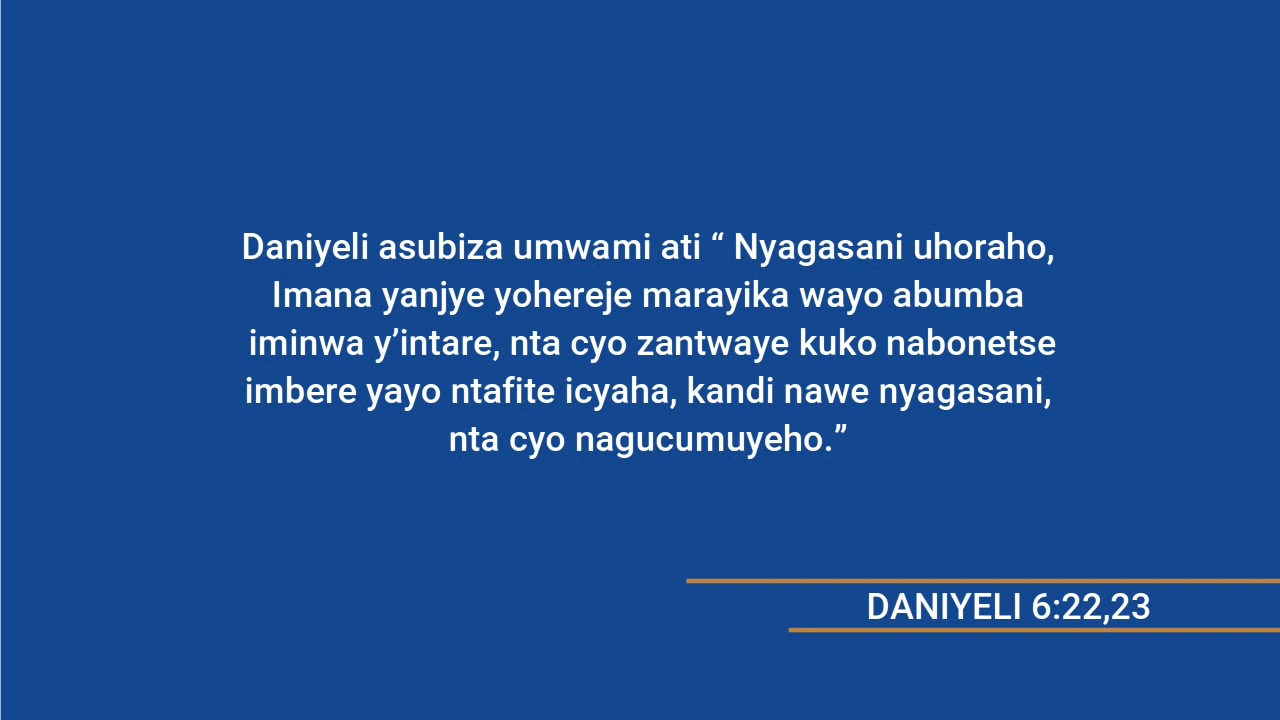 Daniyeli asubiza umwami ati “ Nyagasani uhoraho,
Imana yanjye yohereje marayika wayo abumba
iminwa y’intare, nta cyo zantwaye kuko nabonetse
imbere yayo ntafite icyaha, kandi nawe nyagasani,
nta cyo nagucumuyeho.”
DANIYELI 6:22,23